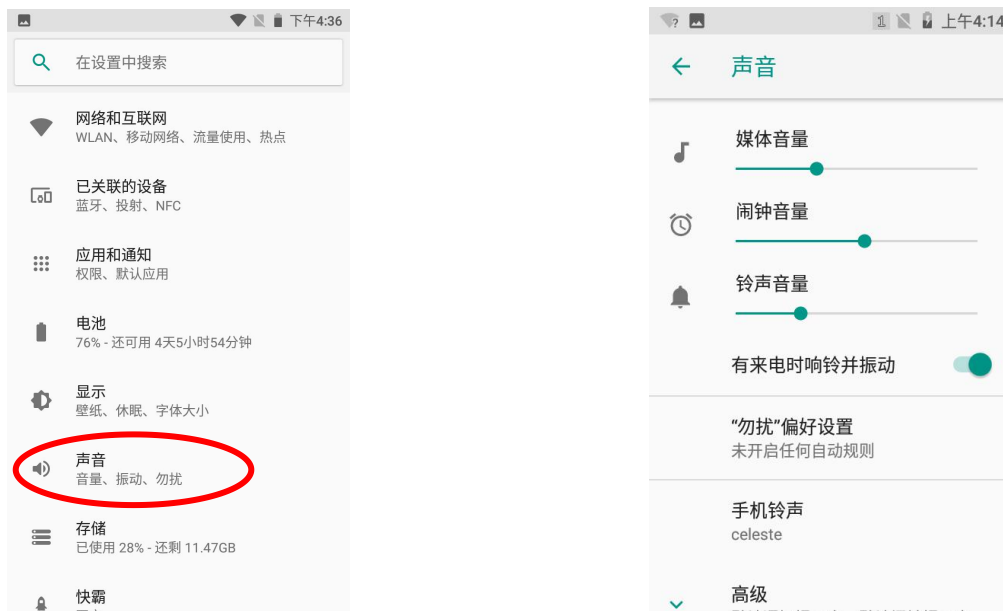 下午4:36
在设置中搜索
网络和互联网
WLAN、移动网络、流量使用、热点
已关联的设备
蓝牙、投射、NFC
应用和通知
权限、默认应用
电池
76% - 还可用 4天5小时54分钟
显示
壁纸、休眠、字体大小
声音
音量、振动、勿扰
存储
已使用 28% - 还剩 11.47GB
快霸
? 1 上午4:14
声音
媒体音量
闹钟音量
铃声音量
有来电时响铃并振动
“勿扰”偏好设置
未开启任何自动规则
手机铃声
celeste
高级